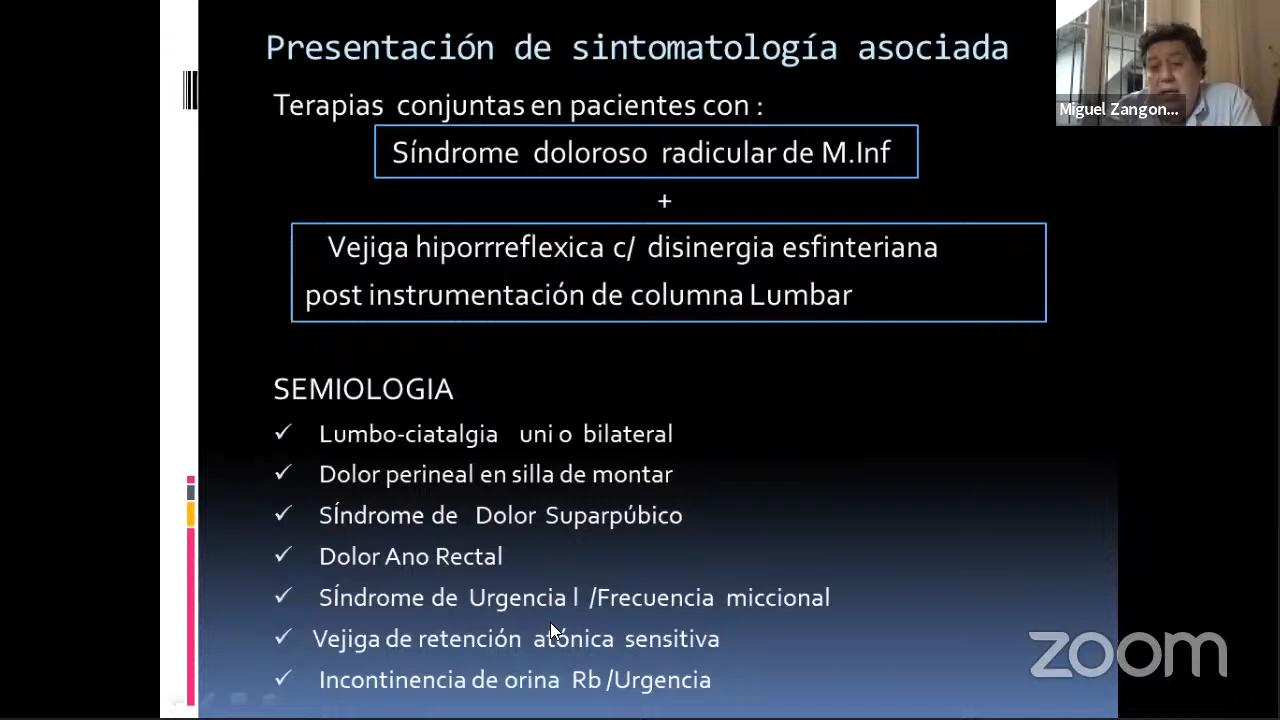 Presentación de sintomatología asociada
Miguel Zangon...
Terapias conjuntas en pacientes con :
Síndrome doloroso radicular de M.Inf
+
Vejiga hiporrreflexica c/ disinergia esfinteriana
post instrumentación de columna Lumbar
SEMIOLOGIA
✓ Lumbo-ciatalgia uni o bilateral
✓ Dolor perineal en silla de montar
✓ SÍndrome de Dolor Suparpúbico
✓ Dolor Ano Rectal
✓ SÍndrome de Urgencia l /Frecuencia miccional
✓ Vejiga de retención atónica sensitiva
✓ Incontinencia de orina Rb /Urgencia
zoom